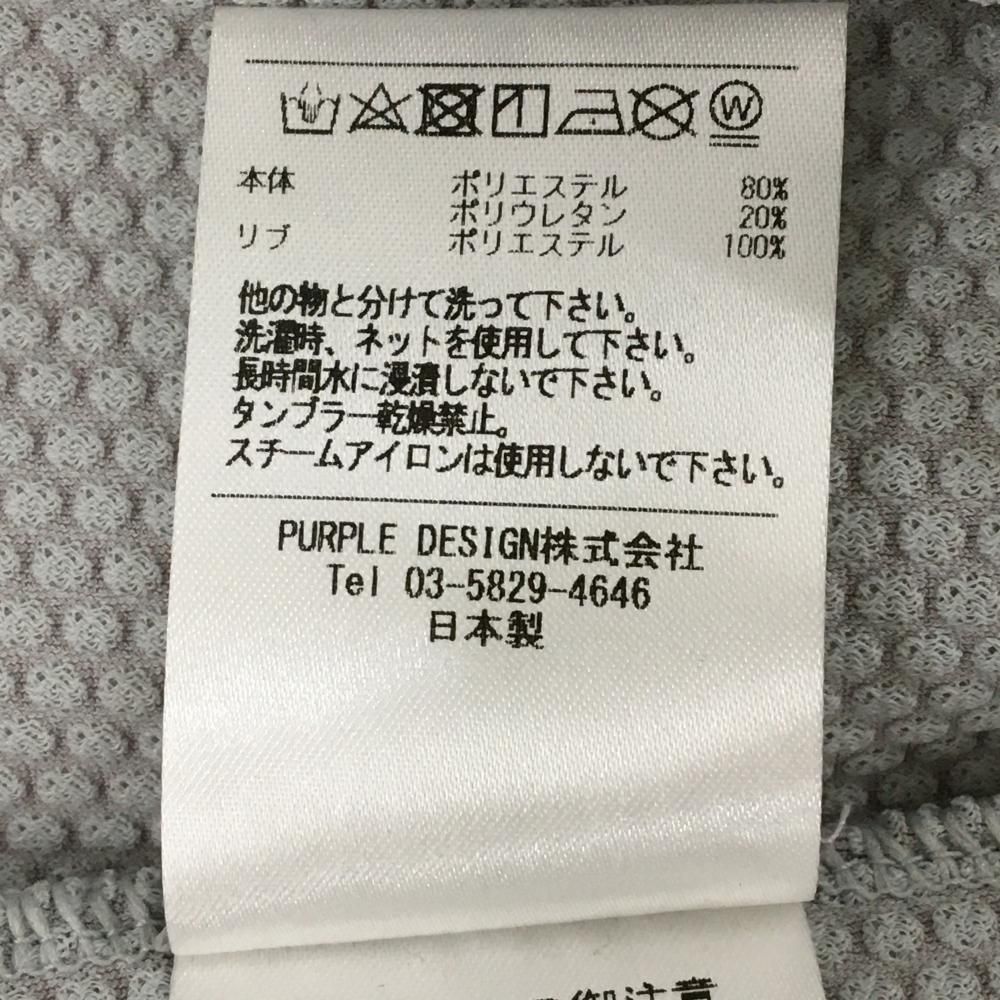 W
本体 ポリエステル 80%
ポリウレタン 20%
リブ ポリエステル 100%
他の物と分けて洗って下さい。
洗濯時、ネットを使用して下さい。
長時間水に浸漬しないで下さい。
タンブラー乾燥禁止。
スチームアイロンは使用しないで下さい。
PURPLE DESIGN株式会社
Tel 03-5829-4646
日本製
御注意